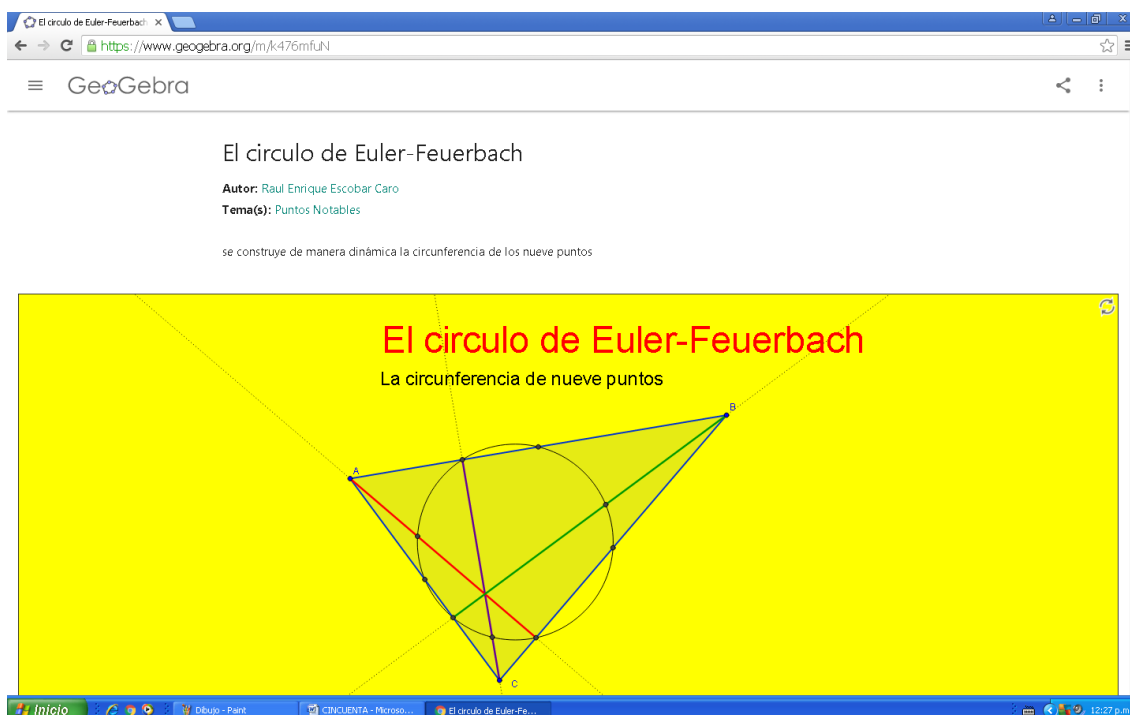 El circulo de Euler-Feuerbach
https://www.geogebra.org/m/k476mfuN
GeoGebra
El circulo de Euler-Feuerbach
Autor: Raul Enrique Escobar Caro
Tema(s): Puntos Notables
se construye de manera dinámica la circunferencia de los nueve puntos
El circulo de Euler-Feuerbach
La circunferencia de nueve puntos
B
A
C
Inicio
Dibujo - Paint
CINCUENTA - Microso...
El circulo de Euler-Fe...
12:27 p.m.